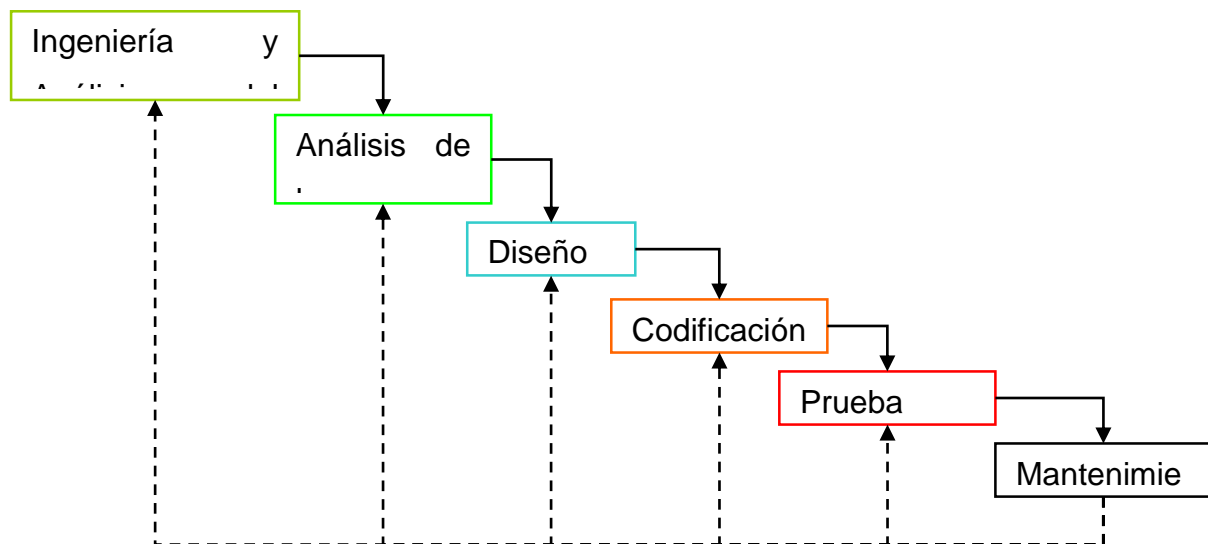 Ingeniería y
Análisis de
Diseño
Codificación
Prueba
Mantenimie